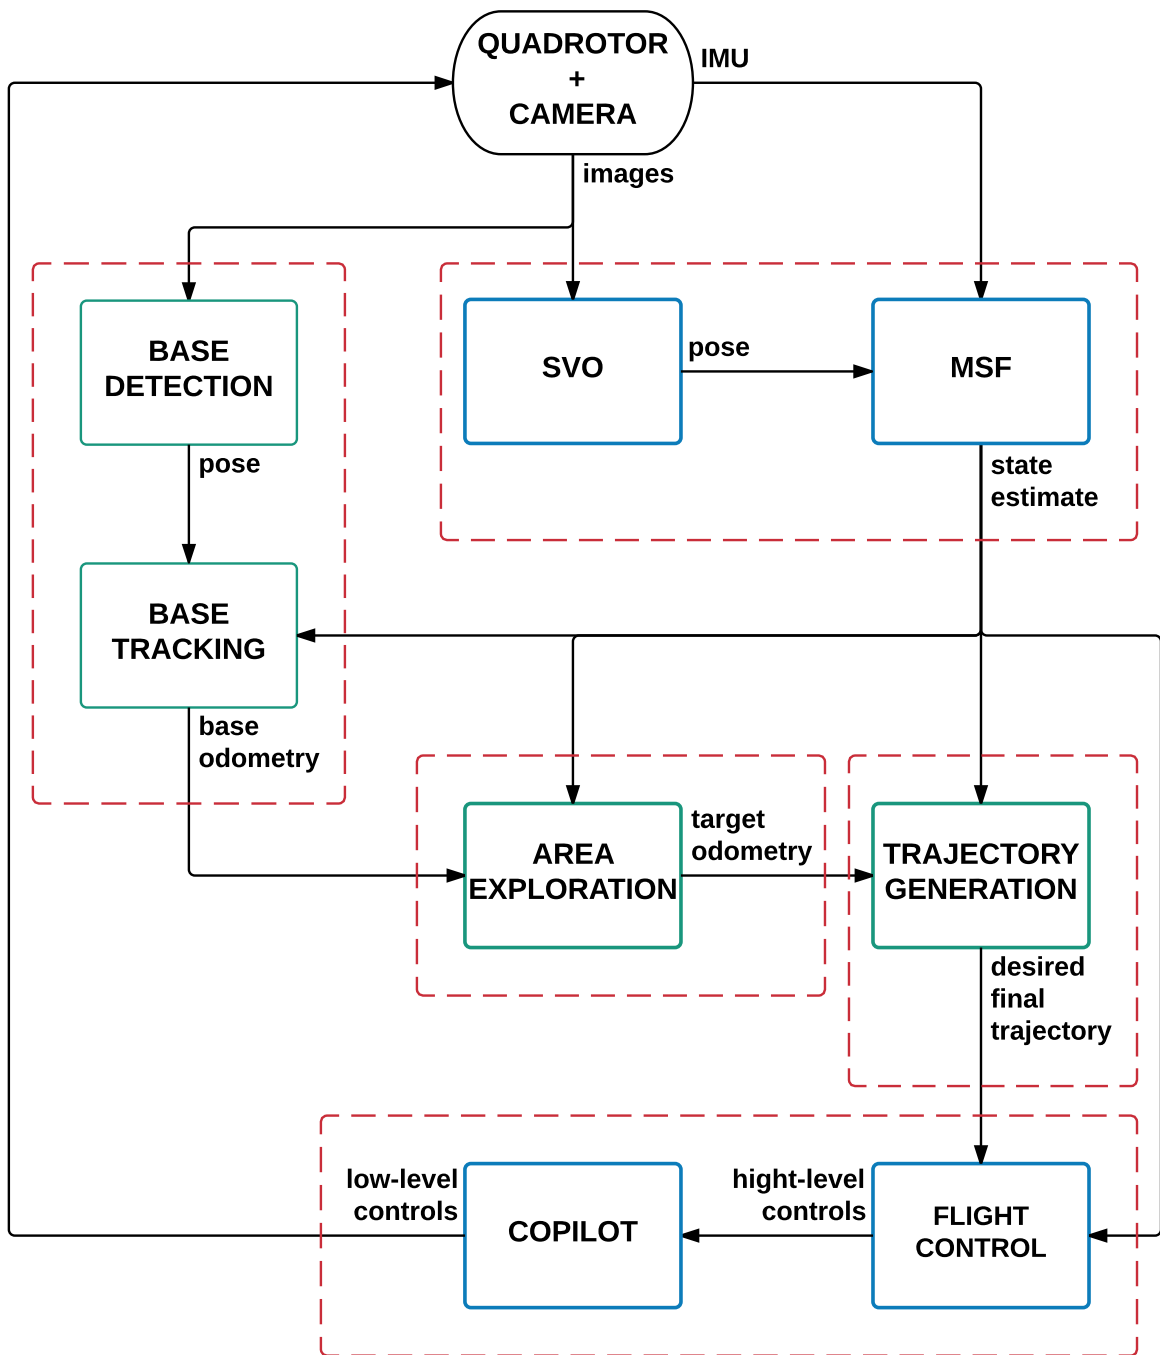 QUADROTOR
+
CAMERA
IMU
images
BASE
DETECTION
SVO
pose
MSF
pose
state
estimate
BASE
TRACKING
base
odometry
AREA
EXPLORATION
target
odometry
TRAJECTORY
GENERATION
desired
final
trajectory
low-level
controls
COPILOT
hight-level
controls
FLIGHT
CONTROL